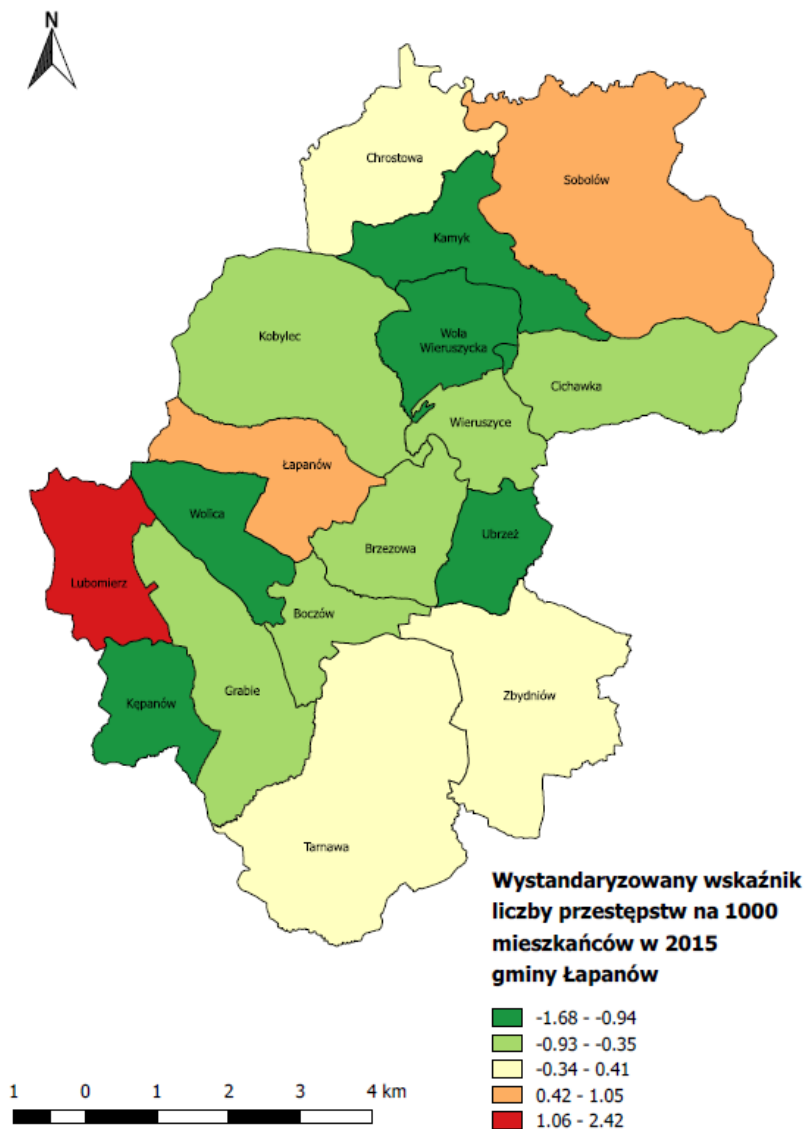 N
Chrostowa
Sobolów
Kamyk
Kobylec
Wola
Wieruszycka
Cichawka
Wieruszyce
Łapanów
Wolica
Ubrzeż
Brzezowa
Lubomierz
Boczów
Grabie
Zbydniów
Kępanów
Tarnawa
Wystandaryzowany wskaźnik
liczby przestępstw na 1000
mieszkańców w 2015
gminy Łapanów
-1.68 - -0.94
-0.93 - -0.35
-0.34 - 0.41
0.42 - 1.05
1.06 - 2.42
1 0 1 2 3 4 km